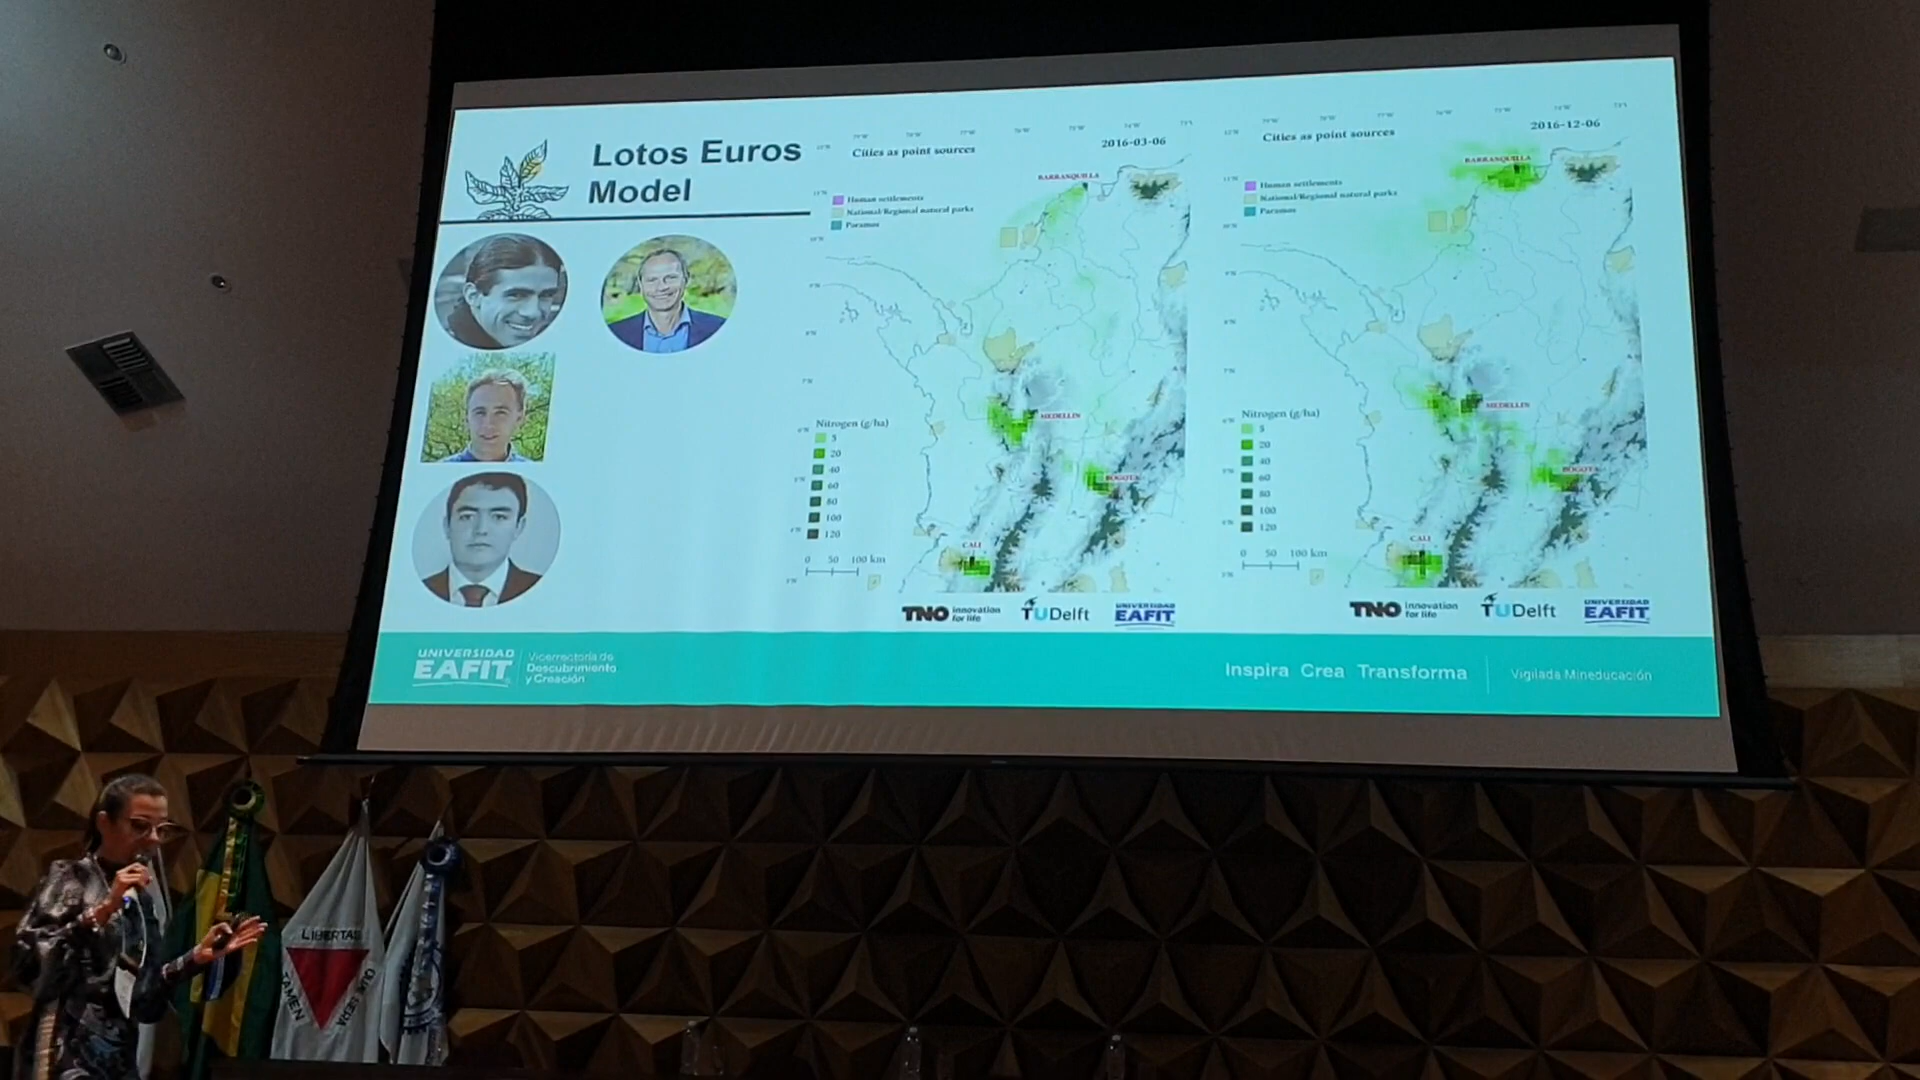 Lotos Euros
Model
Cities as point sources
2016-03-06
BARRANQUILLA
Human settlements
National/Regional natural parks
Paramos
MEDELLIN
BOGOTA
CALI
Nitrogen (g/ha)
5
20
40
60
80
100
120
0 50 100 km
TNO innovation
for life
TUDelft
UNIVERSIDAD
EAFIT
Cities as point sources
2016-12-06
BARRANQUILLA
Human settlements
National/Regional natural parks
Paramos
MEDELLIN
BOGOTA
CALI
Nitrogen (g/ha)
5
20
40
60
80
100
120
0 50 100 km
TNO innovation
for life
TUDelft
UNIVERSIDAD
EAFIT
UNIVERSIDAD
EAFIT
Vicerrectoría de
Descubrimiento
y Creación
Inspira Crea Transforma
Vigilada Mineducación
LIBERTAS
QUÆ SERA
TAMEN